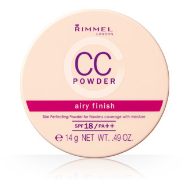 RIMMEL
LONDON
CC
POWDER
airy finish
Skin Perfecting Powder for flawless coverage with moisture
SPF 18 / PA++
℮ 14 g NET WT. .49 OZ.